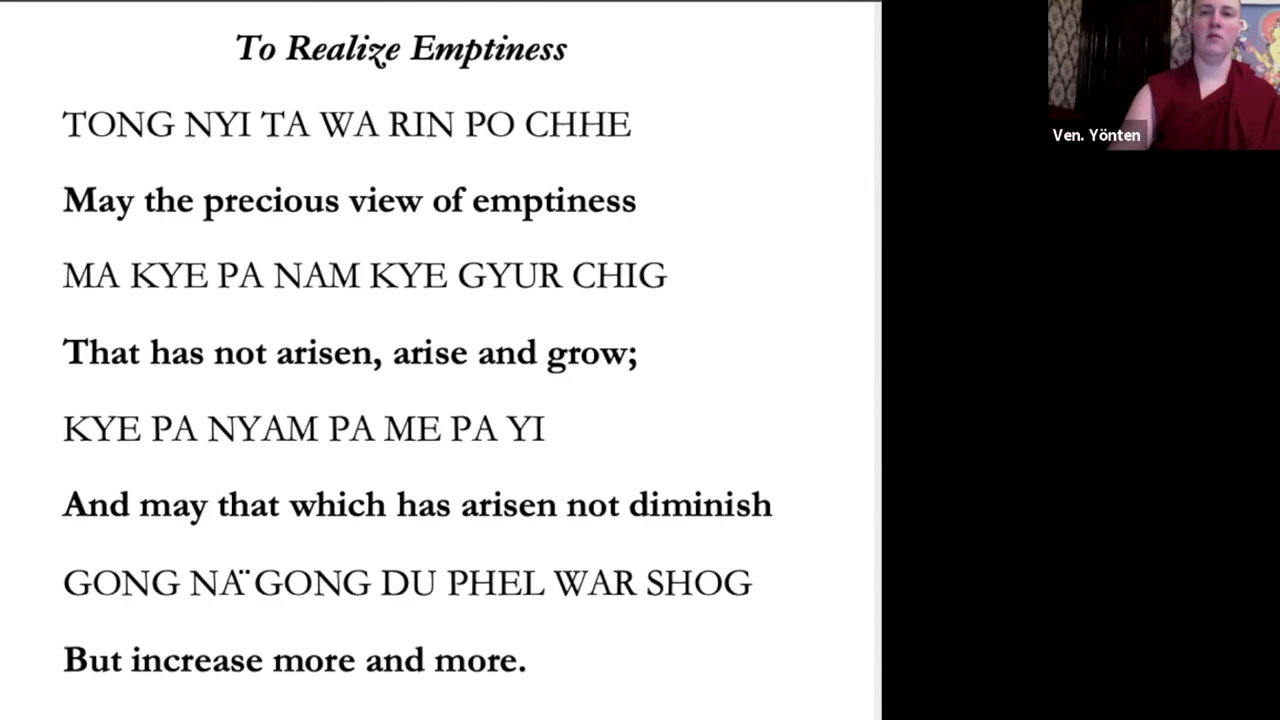 To Realize Emptiness
TONG NYI TA WA RIN PO CHHE
May the precious view of emptiness
MA KYE PA NAM KYE GYUR CHIG
That has not arisen, arise and grow;
KYE PA NYAM PA ME PA YI
And may that which has arisen not diminish
GONG NA¨ GONG DU PHEL WAR SHOG
But increase more and more.
Ven. Yönten